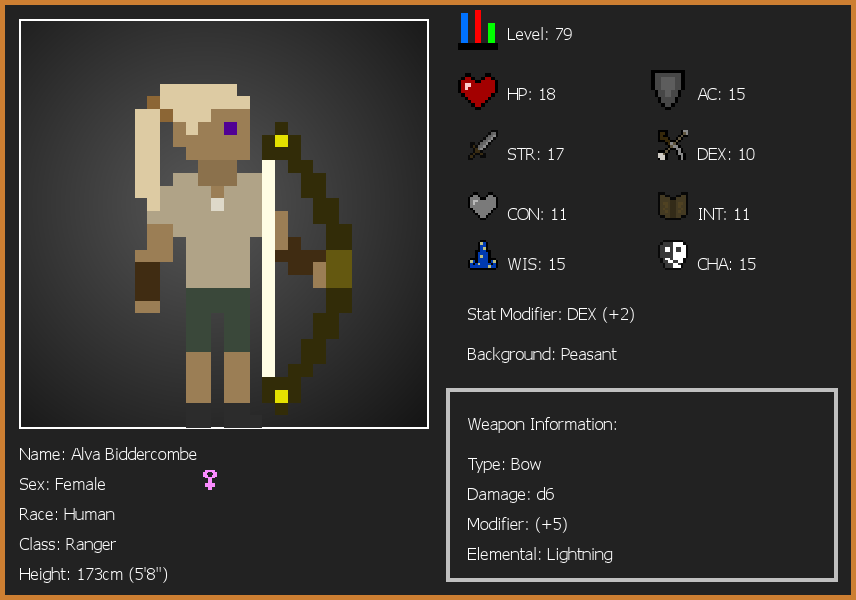 Level: 79
HP: 18
AC: 15
STR: 17
DEX: 10
CON: 11
INT: 11
WIS: 15
CHA: 15
Stat Modifier: DEX (+2)
Background: Peasant
Weapon Information:
Type: Bow
Damage: d6
Modifier: (+5)
Elemental: Lightning
Name: Alva Biddercombe
Sex: Female
Race: Human
Class: Ranger
Height: 173cm (5'8")